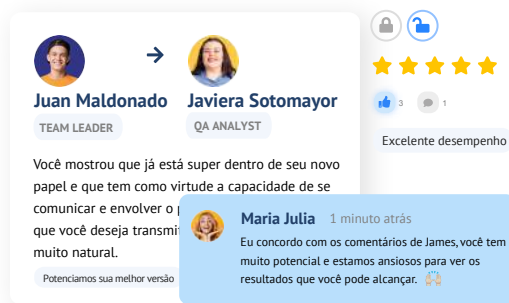 Juan Maldonado
TEAM LEADER
Javiera Sotomayor
QA ANALYST
Você mostrou que já está super dentro de seu novo
papel e que tem como virtude a capacidade de se
comunicar e envolver o
que você deseja
muito natural.
Potenciamos sua melhor versão
3
1
Excelente desempenho
Maria Julia 1 minuto atrás
Eu concordo com os comentários de James, você tem
muito potencial e estamos ansiosos para ver os
resultados que você pode alcançar. 🙌🏻